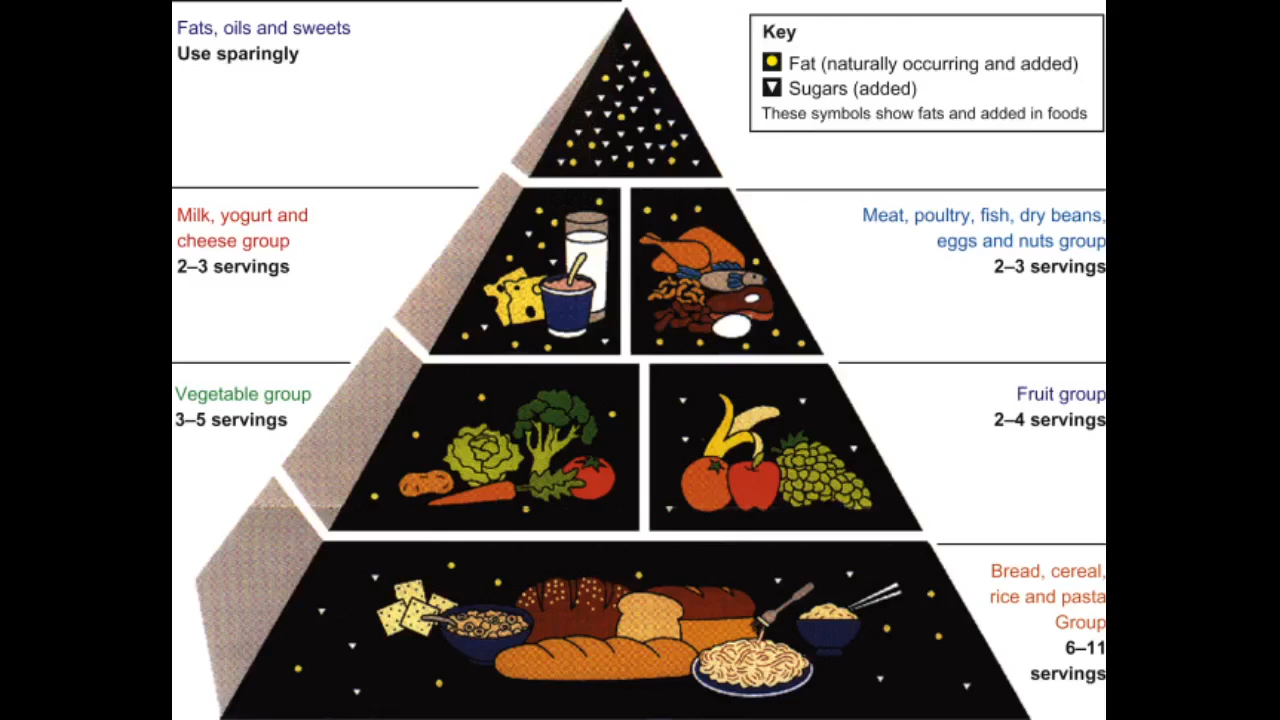 Fats, oils and sweets
Use sparingly
Key
Fat (naturally occurring and added)
Sugars (added)
These symbols show fats and added in foods
Milk, yogurt and
cheese group
2–3 servings
Meat, poultry, fish, dry beans,
eggs and nuts group
2–3 servings
Vegetable group
3–5 servings
Fruit group
2–4 servings
Bread, cereal,
rice and pasta
Group
6–11
servings